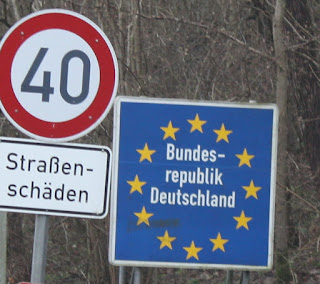 40
Straßen-
schäden
Bundes-
republik
Deutschland